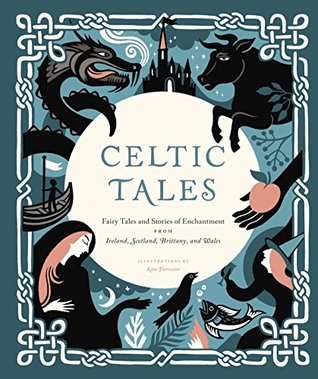 CELTIC
TALES
Fairy Tales and Stories of Enchantment
FROM
Ireland, Scotland, Brittany, and Wales
ILLUSTRATIONS BY
Kate Forrester